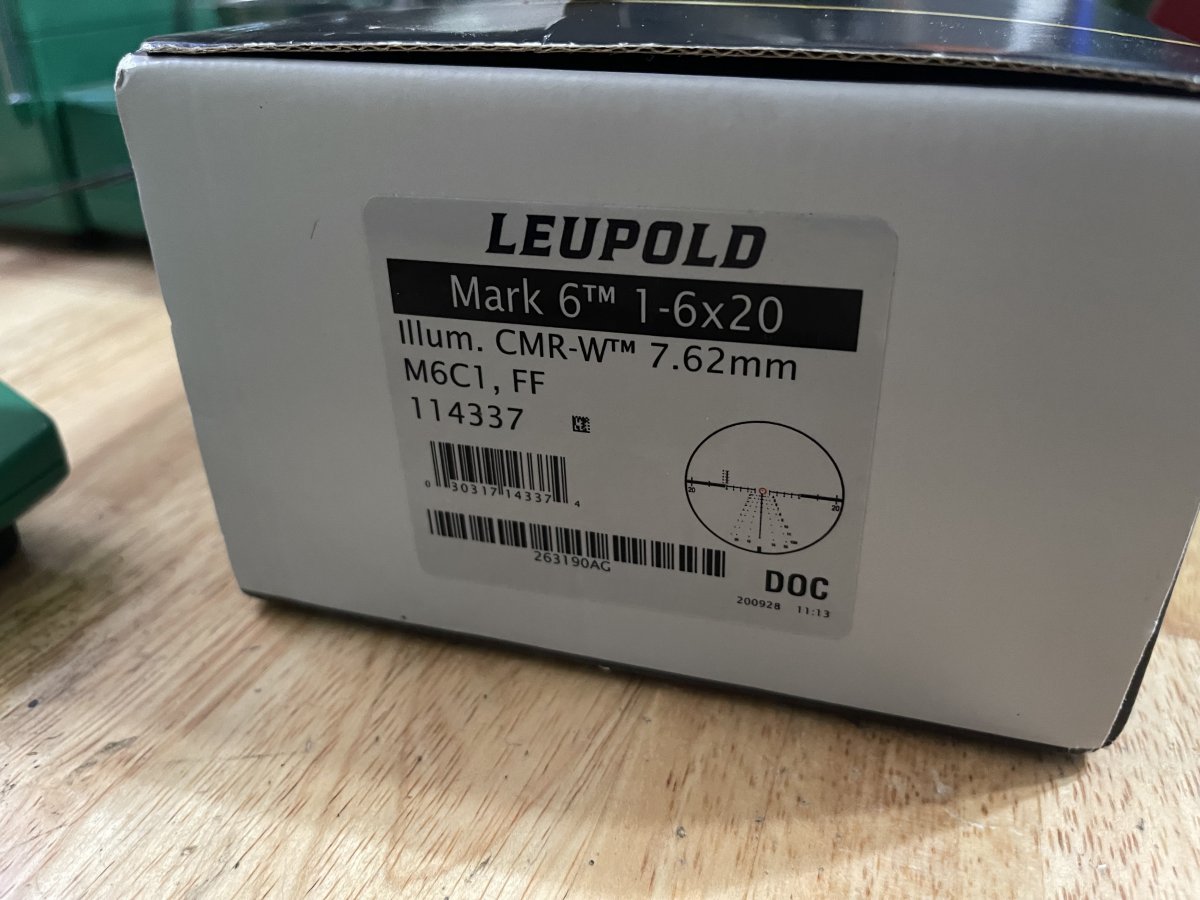 LEUPOLD
Mark 6™ 1-6x20
Illum. CMR-W™ 7.62mm
M6C1, FF
114337
0 30317 14337 4
20 20
263190AG
DOC
200928 11:13